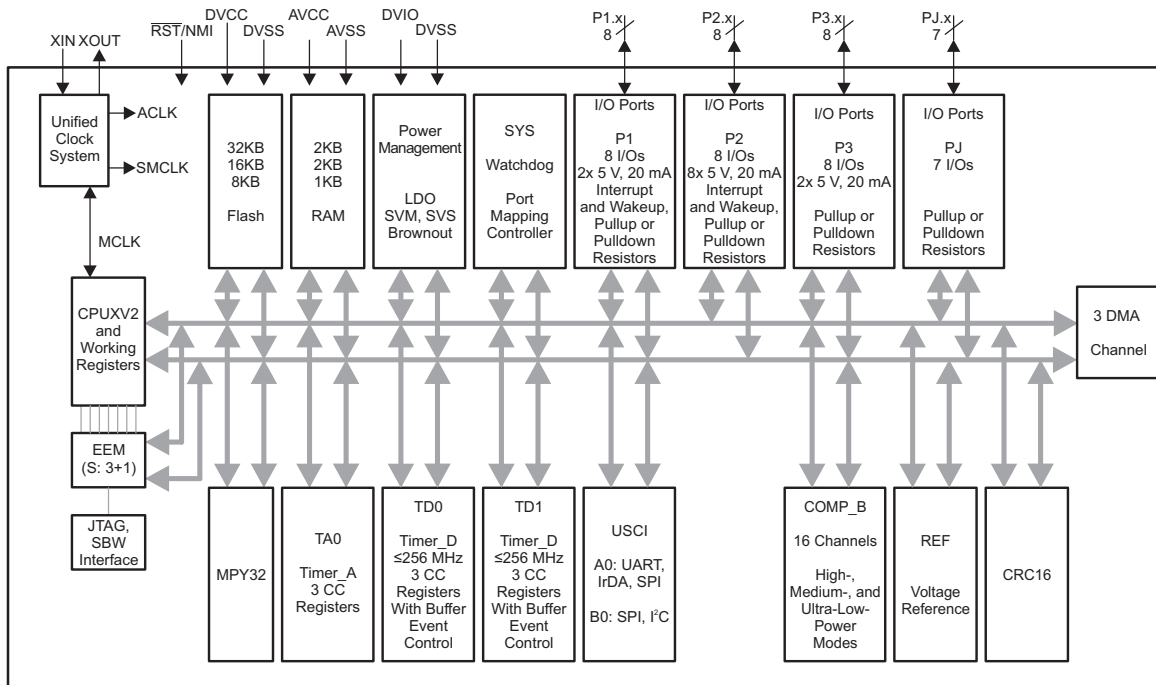 XIN XOUT
RST/NMI
DVCC
DVSS
AVCC
AVSS
DVIO
DVSS
P1.x
8
P2.x
8
P3.x
8
PJ.x
7
Unified
Clock
System
ACLK
SMCLK
MCLK
32KB
16KB
8KB
Flash
2KB
2KB
1KB
RAM
Power
Management
LDO
SVM, SVS
Brownout
SYS
Watchdog
Port
Mapping
Controller
I/O Ports
P1
8 I/Os
2x 5 V, 20 mA
Interrupt
and Wakeup,
Pullup or
Pulldown
Resistors
I/O Ports
P2
8 I/Os
8x 5 V, 20 mA
Interrupt
and Wakeup,
Pullup or
Pulldown
Resistors
I/O Ports
P3
8 I/Os
2x 5 V, 20 mA
Pullup or
Pulldown
Resistors
I/O Ports
PJ
7 I/Os
Pullup or
Pulldown
Resistors
CPUXV2
and
Working
Registers
3 DMA
Channel
EEM
(S: 3+1)
JTAG,
SBW
Interface
MPY32
TA0
Timer_A
3 CC
Registers
TD0
Timer_D
≤256 MHz
3 CC
Registers
With Buffer
Event
Control
TD1
Timer_D
≤256 MHz
3 CC
Registers
With Buffer
Event
Control
USCI
A0: UART,
IrDA, SPI
B0: SPI, I²C
COMP_B
16 Channels
High-,
Medium-, and
Ultra-Low-
Power
Modes
REF
Voltage
Reference
CRC16